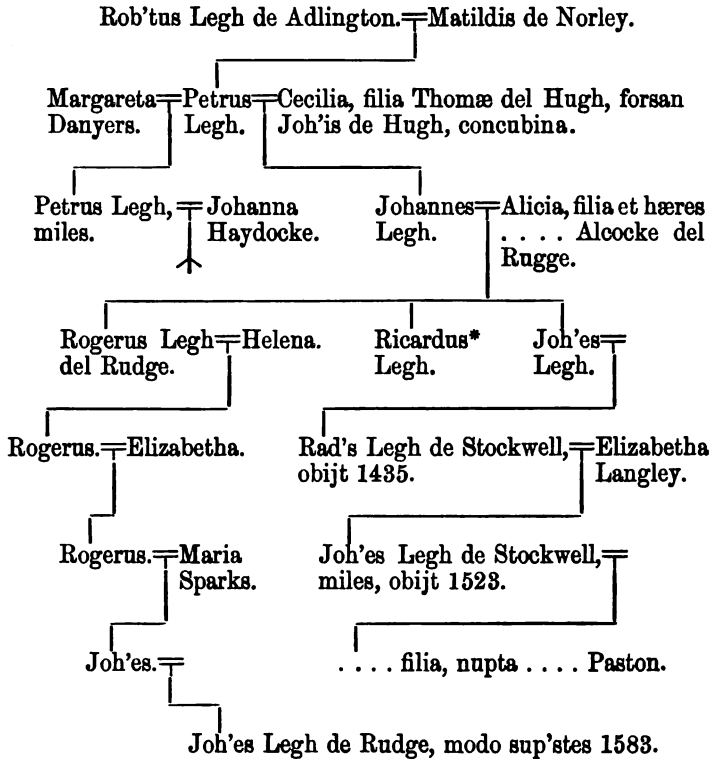 Rob'tus Legh de Adlington.=Matildis de Norley.
Margareta=Petrus=Cecilia, filia Thomæ del Hugh, forsan
Danyers. Legh. Joh'is de Hugh, concubina.
Petrus Legh,=Johanna Johannes=Alicia, filia et hæres
miles. Haydocke. Legh. . . . . Alcocke del
Rugge.
Rogerus Legh=Helena. Ricardus* Joh'es=
del Rudge. Legh. Legh.
Rogerus.=Elizabetha. Rad's Legh de Stockwell,=Elizabetha
obijt 1435. Langley.
Rogerus.=Maria Joh'es Legh de Stockwell,=
Sparks. miles, obijt 1523.
Joh'es.= . . . . filia, nupta . . . . Paston.
Joh'es Legh de Rudge, modo sup'stes 1583.